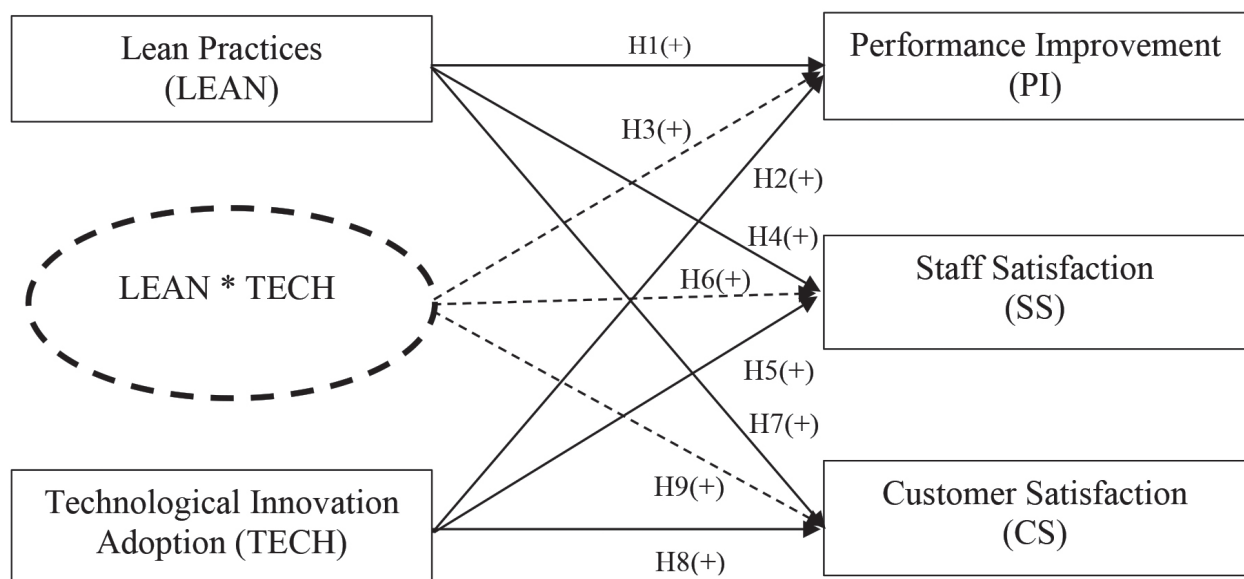 Lean Practices
(LEAN)
H1(+)
Performance Improvement
(PI)
H3(+)
H2(+)
H4(+)
LEAN * TECH
H6(+)
Staff Satisfaction
(SS)
H5(+)
H7(+)
Technological Innovation
Adoption (TECH)
H9(+)
H8(+)
Customer Satisfaction
(CS)